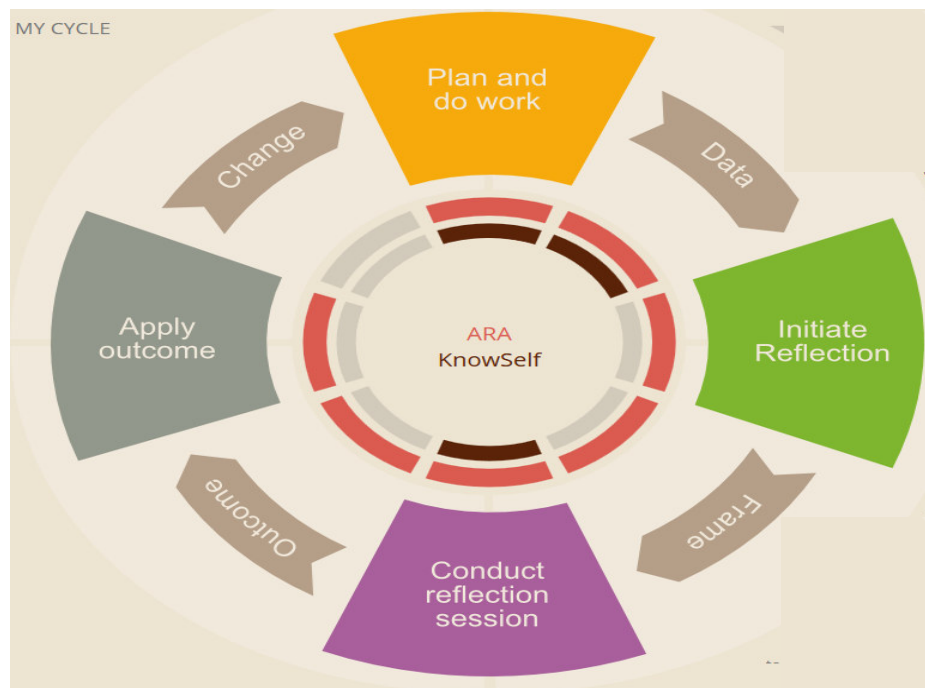 MY CYCLE
Plan and
do work
Change
Data
Apply
outcome
ARA
KnowSelf
Initiate
Reflection
Outcome
Frame
Conduct
reflection
session